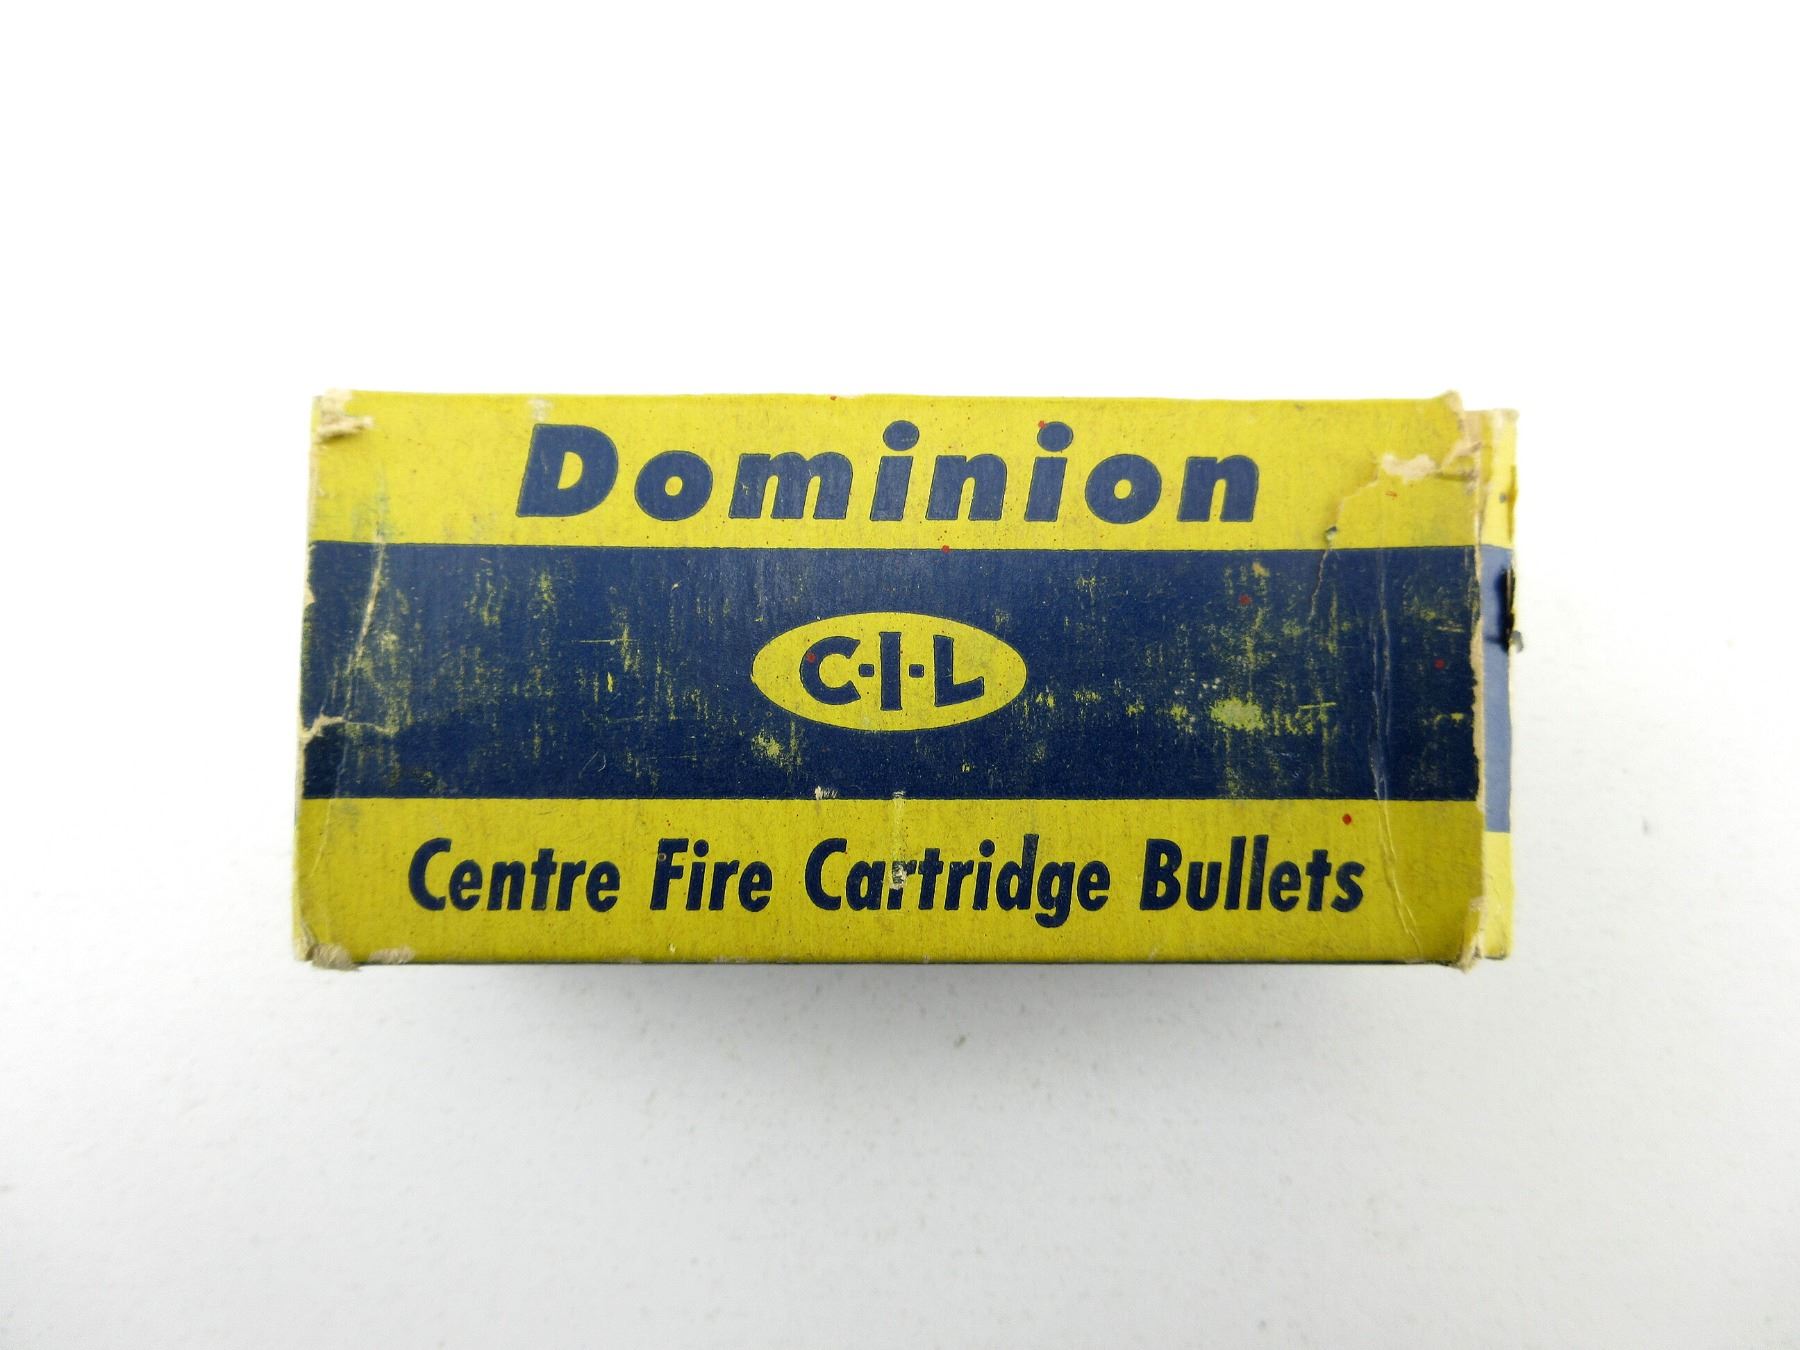 Dominion
C·I·L
Centre Fire Cartridge Bullets